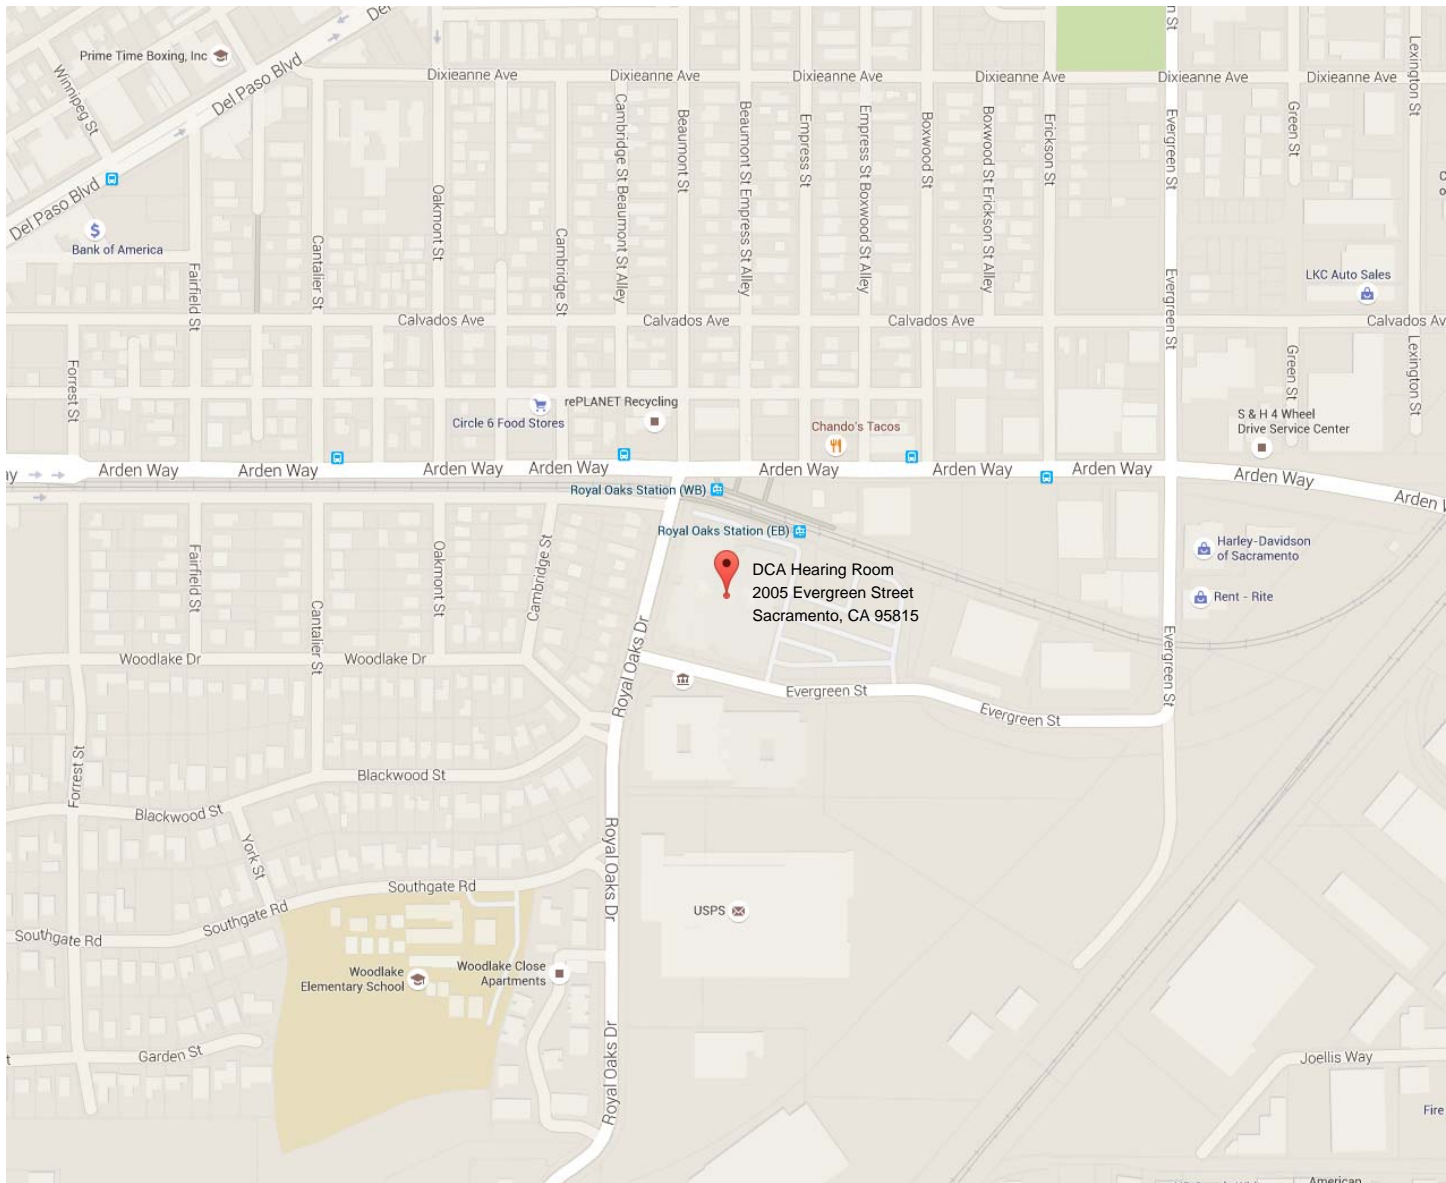 Prime Time Boxing, Inc
Winnipeg St
Del Paso Blvd
Del
Dixieanne Ave
Dixieanne Ave
Dixieanne Ave
Dixieanne Ave
Dixieanne Ave
Dixieanne Ave
Lexington St
n St
Del Paso Blvd
Bank of America
Fairfield St
Cantalier St
Oakmont St
Cambridge St
Cambridge St Beaumont St Alley
Beaumont St
Beaumont St Empress St Alley
Empress St
Empress St Boxwood St Alley
Boxwood St
Boxwood St Erickson St Alley
Erickson St
Evergreen St
Green St
Evergreen St
LKC Auto Sales
Calvados Ave
Calvados Ave
Calvados Ave
Calvados Av
Forrest St
Green St
Lexington St
Circle 6 Food Stores
rePLANET Recycling
Chando's Tacos
S & H 4 Wheel
Drive Service Center
Arden Way
Arden Way
Arden Way
Arden Way
Arden Way
Arden Way
Arden Way
Arden Way
Arden
Royal Oaks Station (WB)
Royal Oaks Station (EB)
Fairfield St
Cantalier St
Oakmont St
Cambridge St
DCA Hearing Room
2005 Evergreen Street
Sacramento, CA 95815
Harley-Davidson
of Sacramento
Rent - Rite
Woodlake Dr
Woodlake Dr
Royal Oaks Dr
Evergreen St
Evergreen St
Evergreen St
Forrest St
Blackwood St
Blackwood St
York St
Royal Oaks Dr
Southgate Rd
Southgate Rd
Southgate Rd
USPS
Woodlake
Elementary School
Woodlake Close
Apartments
Royal Oaks Dr
Garden St
Joellis Way
Fire
American